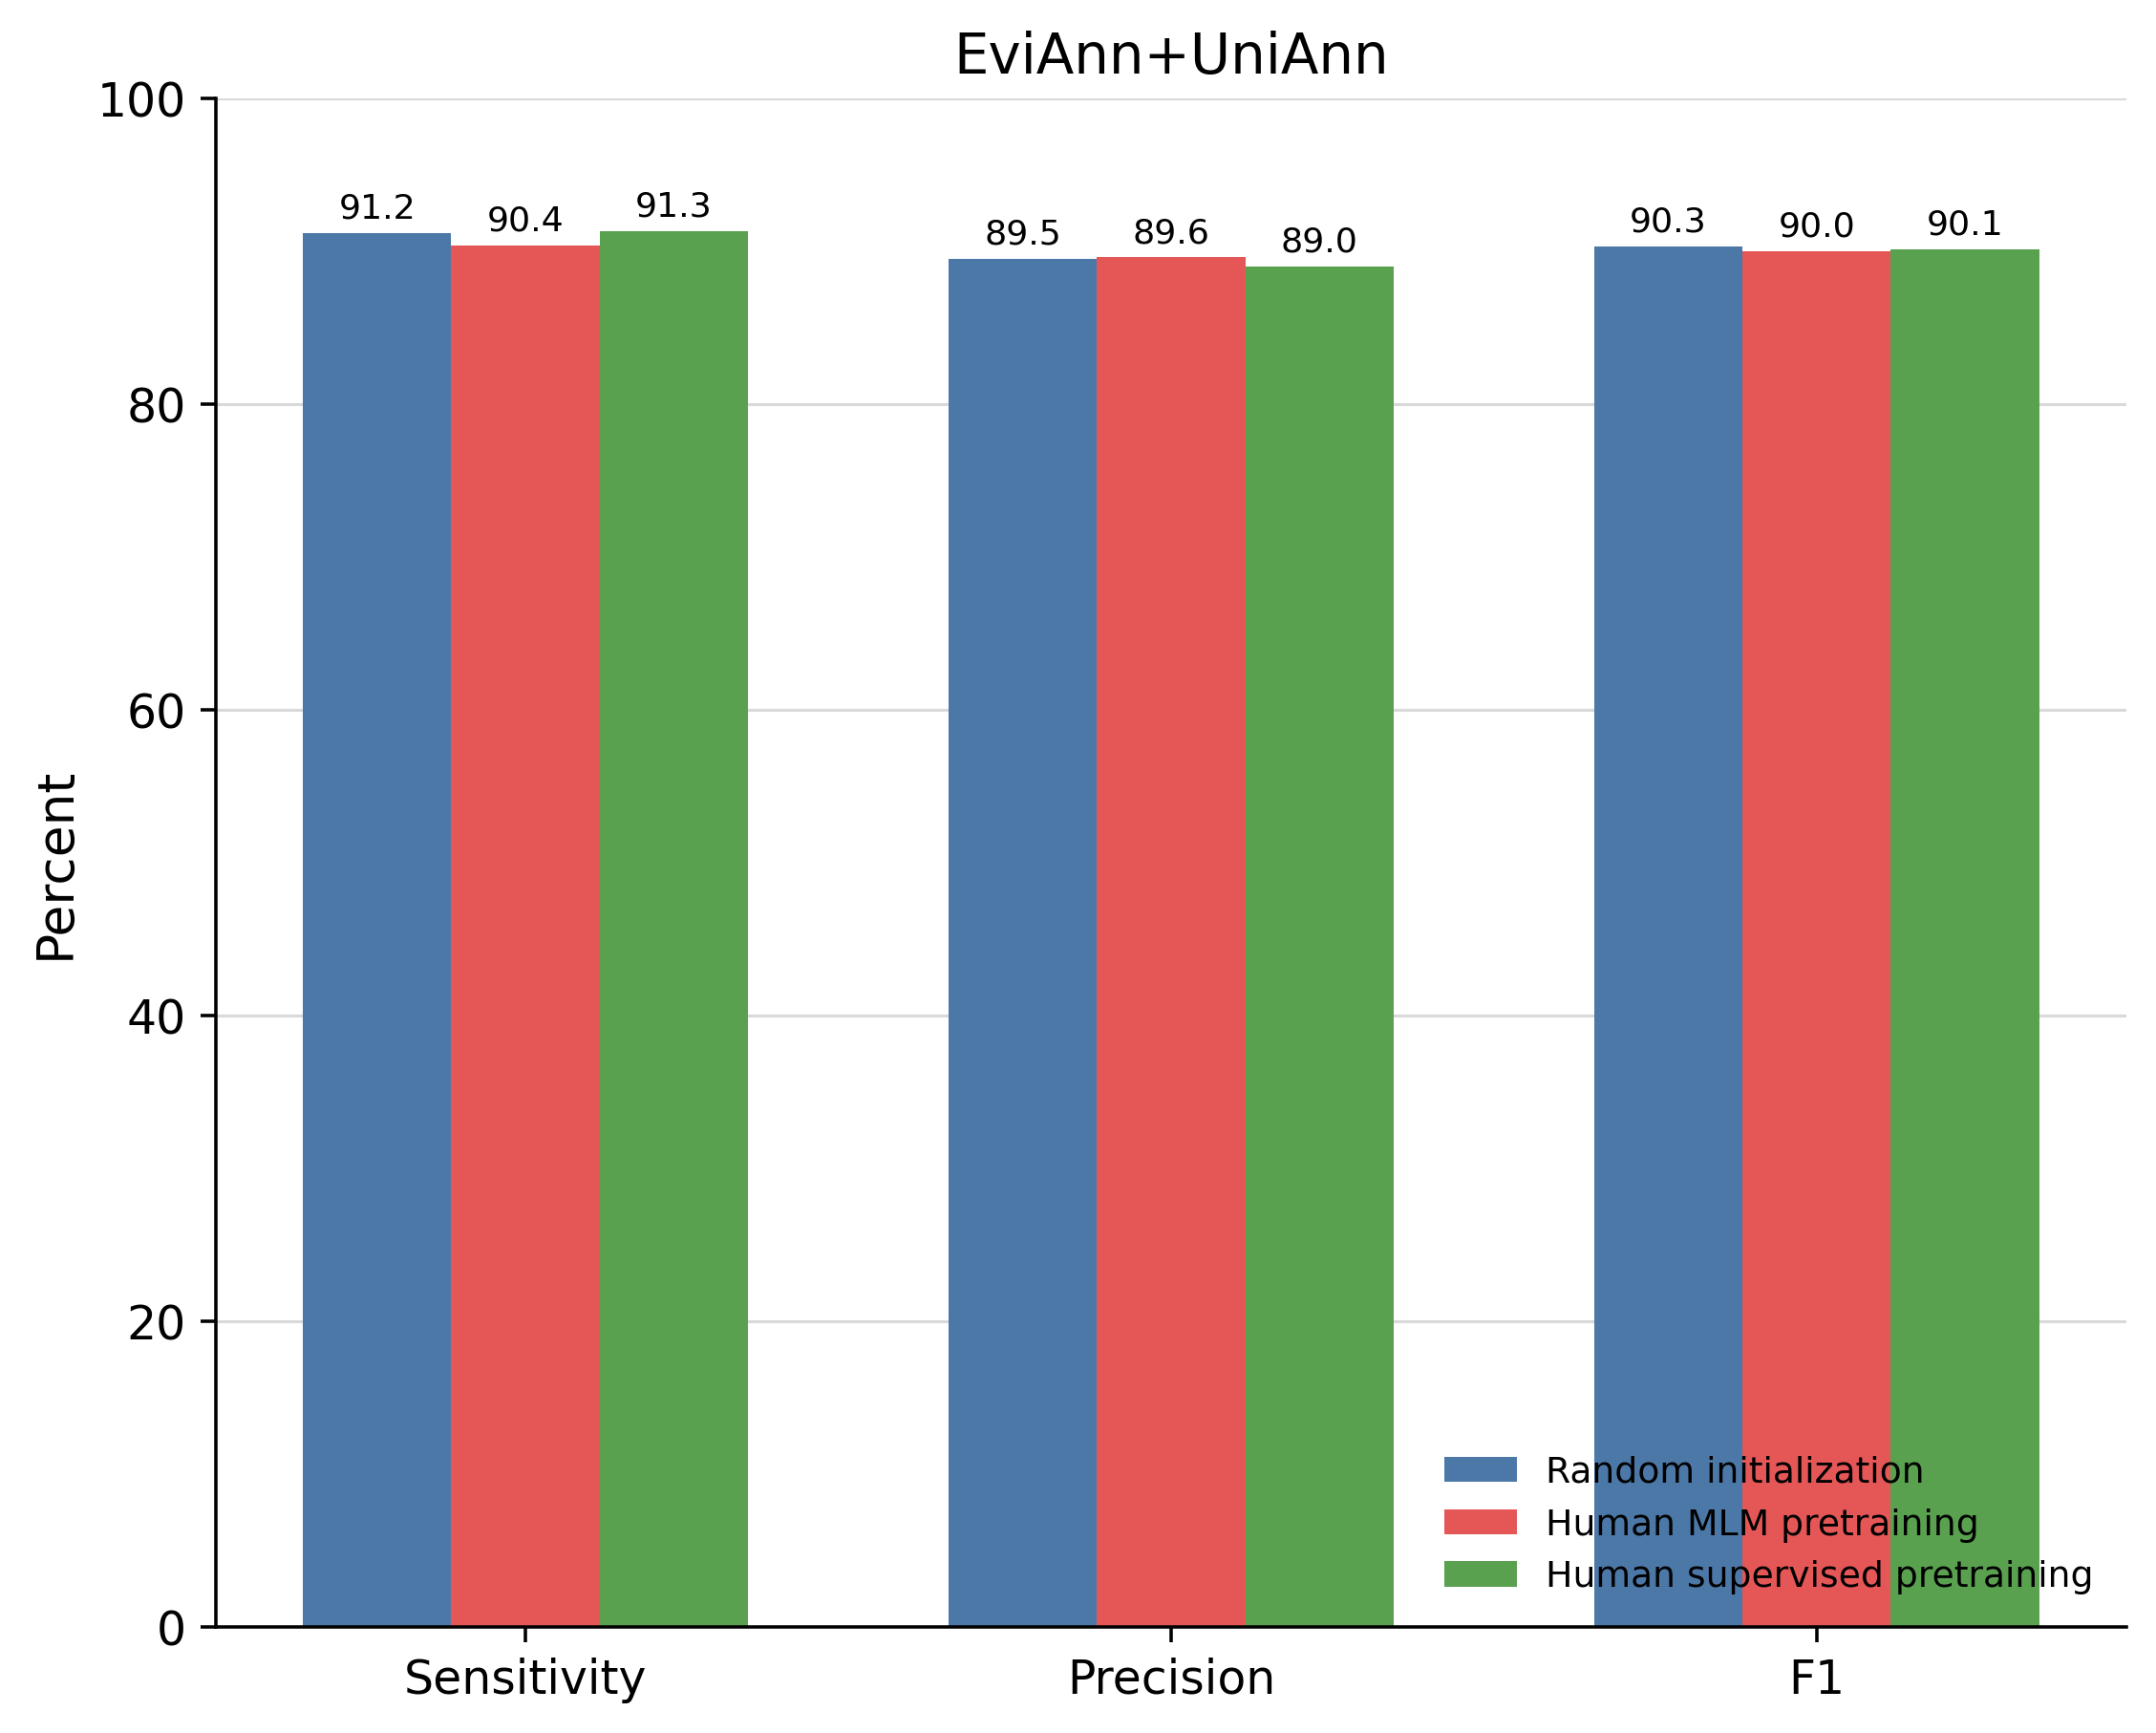 EviAnn+UniAnn
Percent
100
80
60
40
20
0
91.2
90.4
91.3
89.5
89.6
89.0
90.3
90.0
90.1
Random initialization
Human MLM pretraining
Human supervised pretraining
Sensitivity
Precision
F1